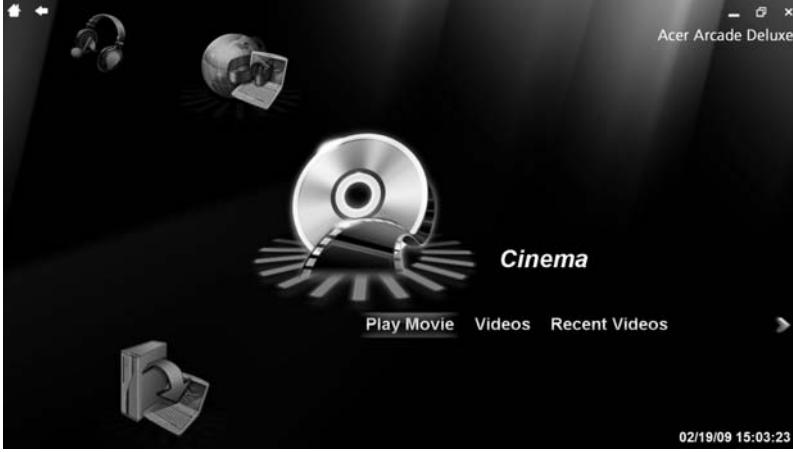 Acer Arcade Deluxe
Cinema
Play Movie Videos Recent Videos
02/19/09 15:03:23